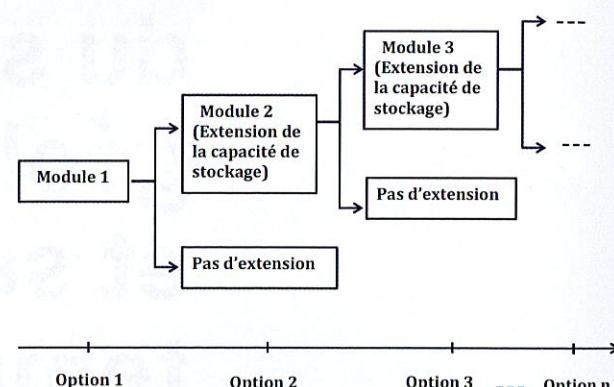 Module 1
Module 2
(Extension de
la capacité de
stockage)
Pas d'extension
Module 3
(Extension de
la capacité de
stockage)
Pas d'extension
---
---
Option 1
Option 2
Option 3
---
Option n